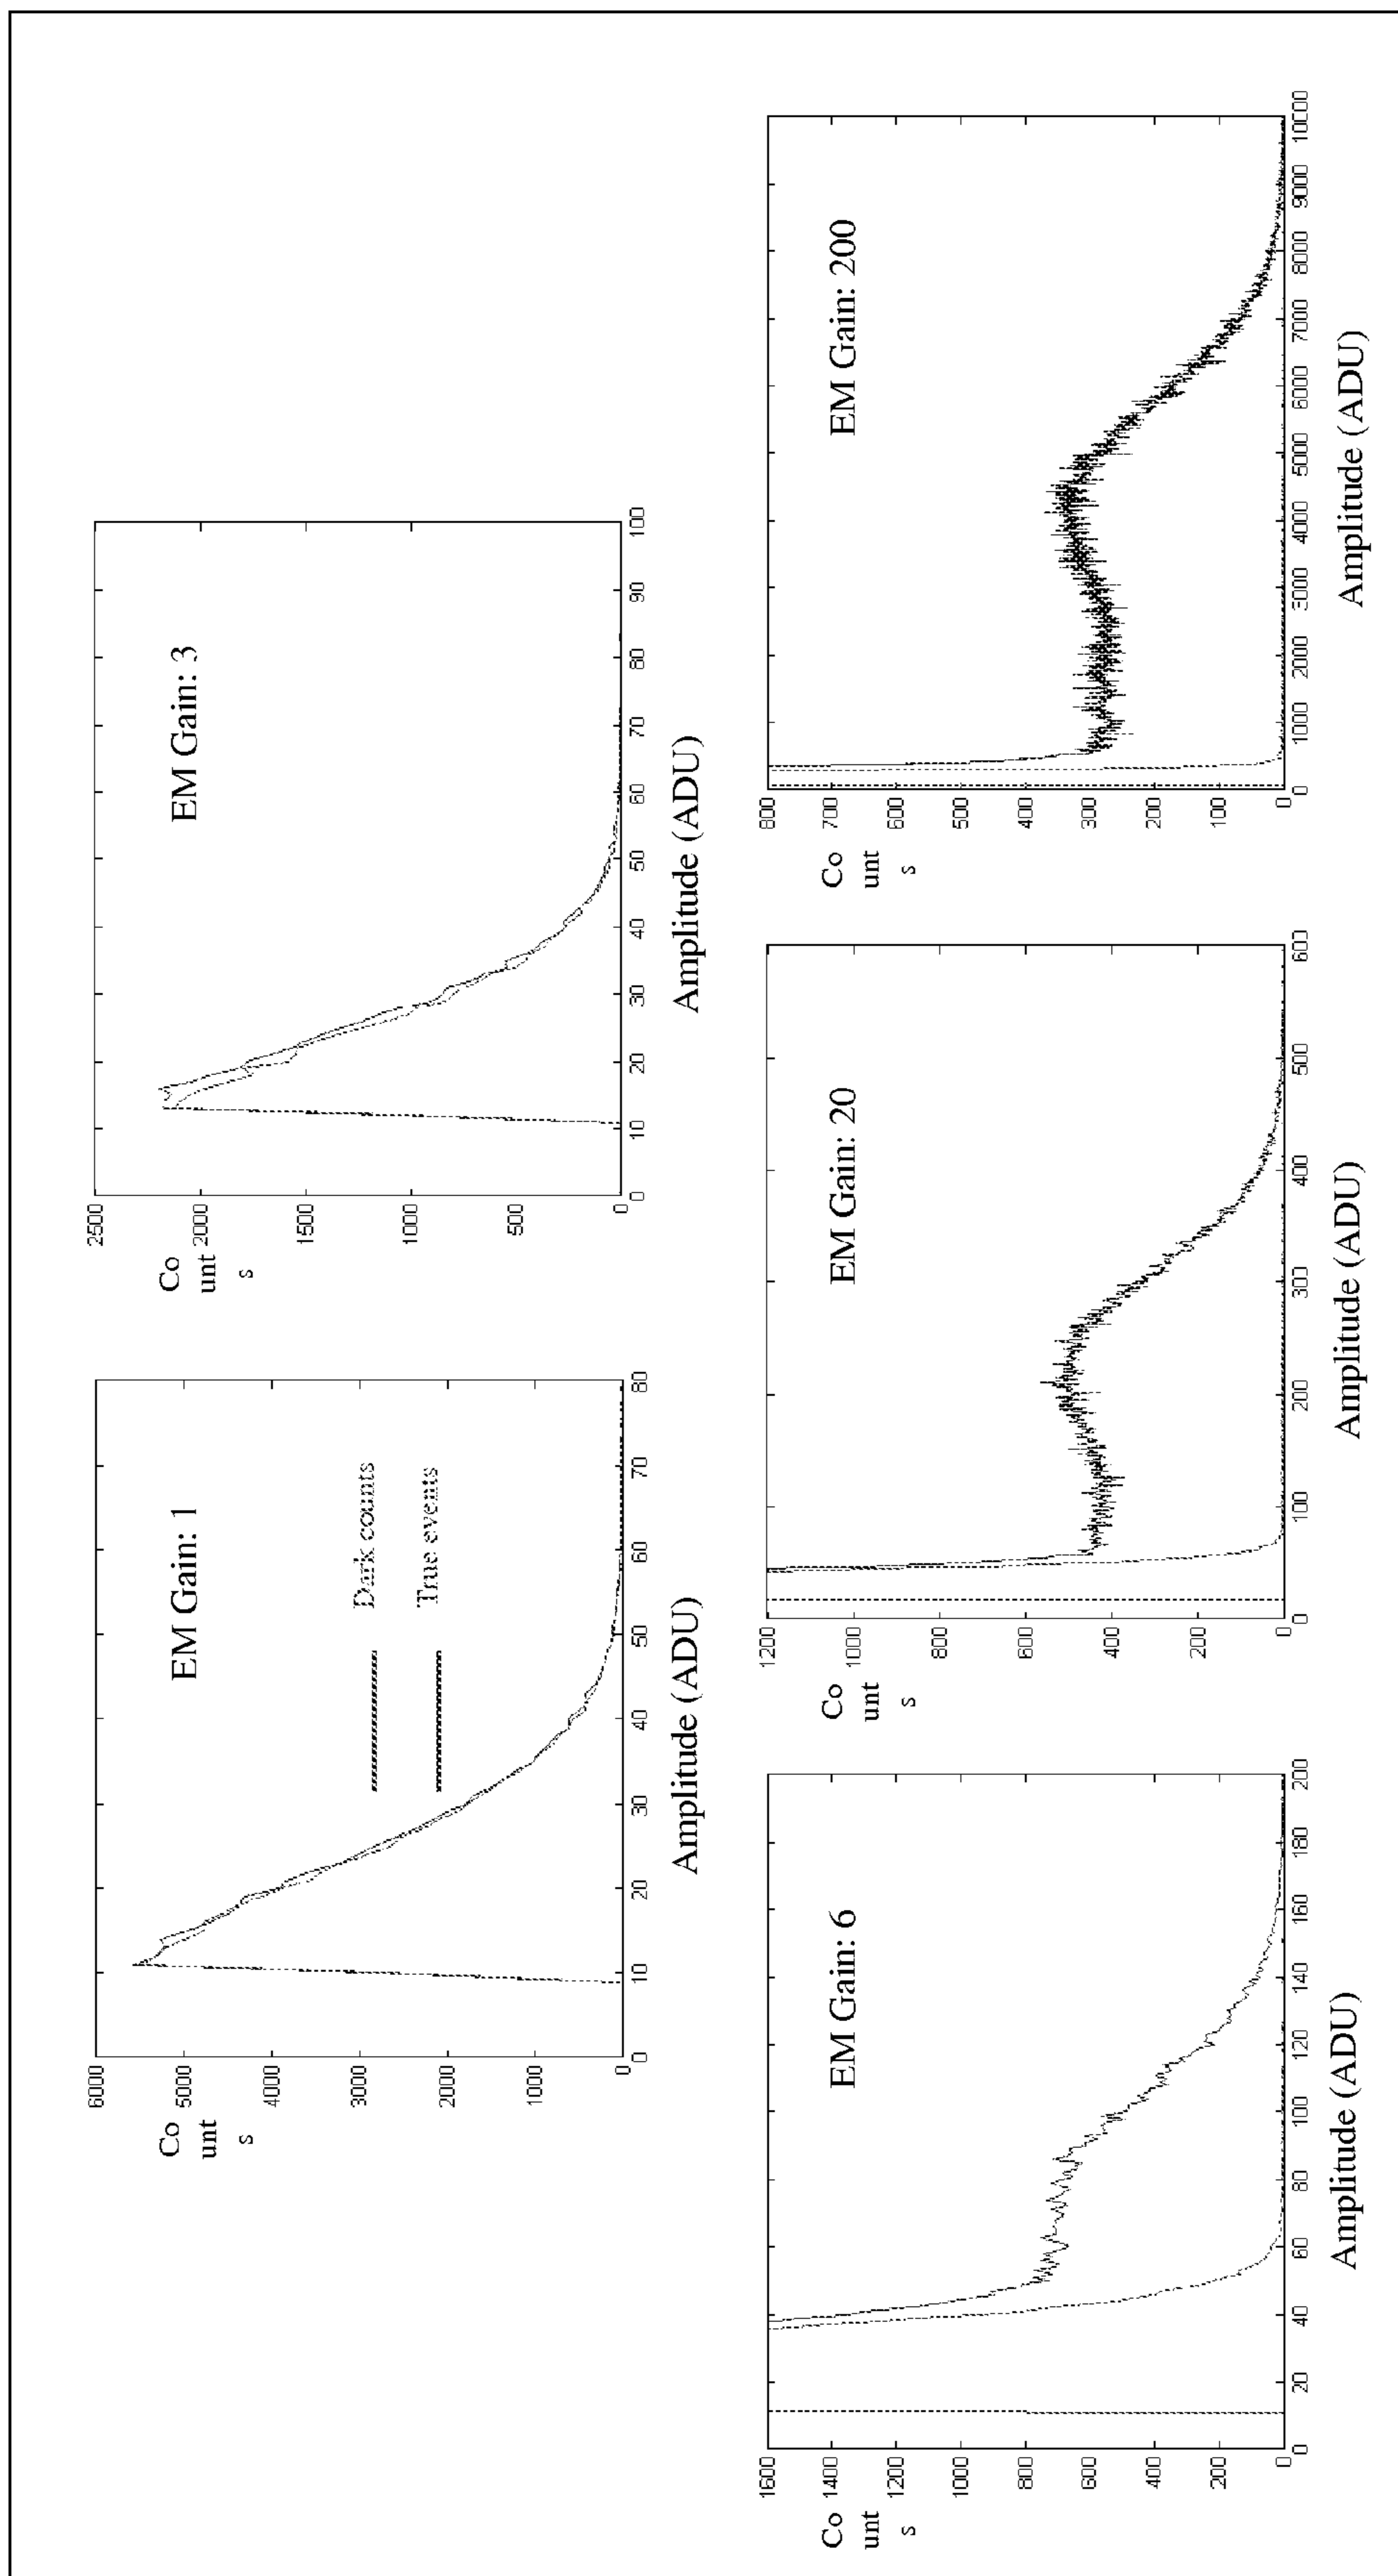 EM Gain: 1
Co
unt
s
6000
5000
4000
3000
2000
1000
0
Dark counts
True events
0 10 20 30 40 50 60 70 80
Amplitude (ADU)
EM Gain: 3
Co
unt
s
2500
2000
1500
1000
500
0
0 10 20 30 40 50 60 70 80 90 100
Amplitude (ADU)
EM Gain: 6
Co
unt
s
1600
1400
1200
1000
800
600
400
200
0
0 20 40 60 80 100 120 140 160 180 200
Amplitude (ADU)
EM Gain: 20
Co
unt
s
1200
1000
800
600
400
200
0
0 100 200 300 400 500 600
Amplitude (ADU)
EM Gain: 200
Co
unt
s
800
700
600
500
400
300
200
100
0
0 1000 2000 3000 4000 5000 6000 7000 8000 9000 10000
Amplitude (ADU)